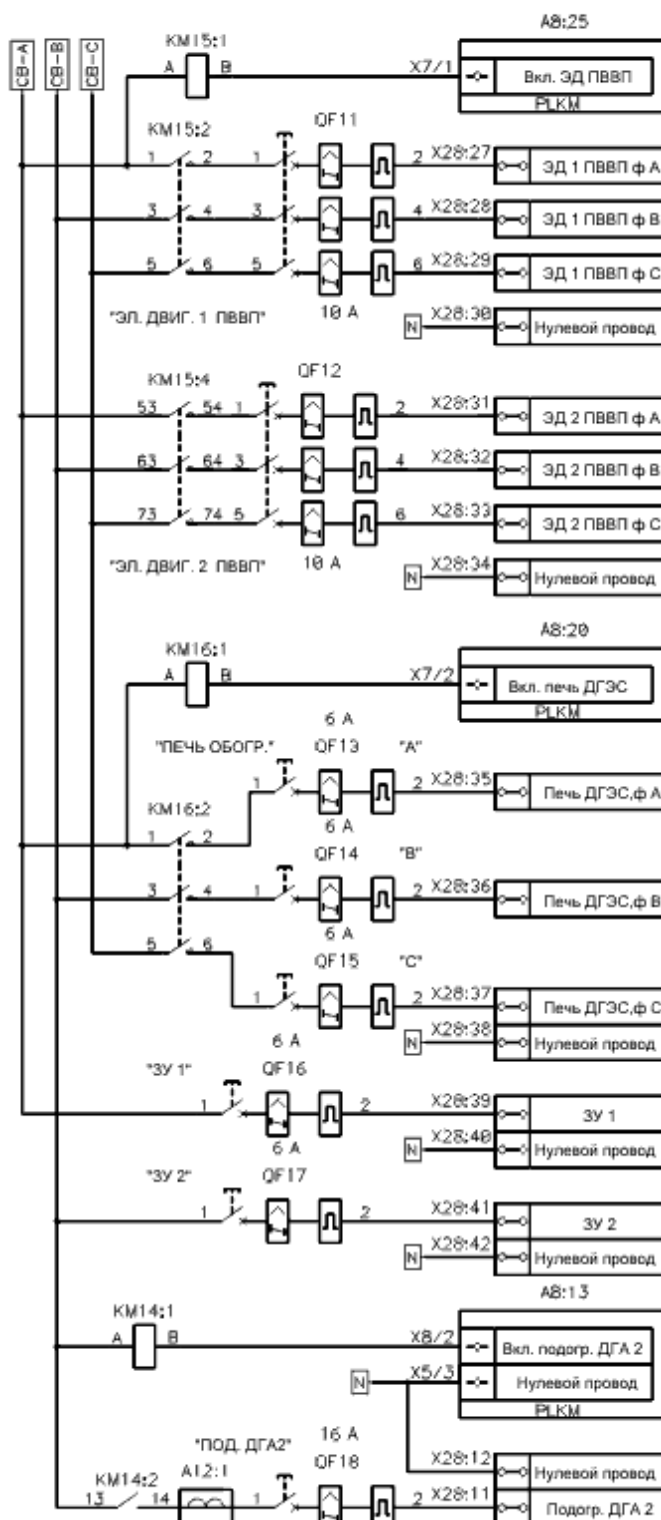 A8:25
CB-A CB-B CB-C
KM15:1
A B X7/1 Вкл. ЭД ПВВП
PLKM
KM15:2 QF11
1 2 1 2 X28:27 ЭД 1 ПВВП ф А
3 4 3 4 X28:28 ЭД 1 ПВВП ф В
5 6 5 6 X28:29 ЭД 1 ПВВП ф С
"ЭЛ. ДВИГ. 1 ПВВП" 10 A
N X28:30 Нулевой провод
KM15:4 QF12
53 54 1 2 X28:31 ЭД 2 ПВВП ф А
63 64 3 4 X28:32 ЭД 2 ПВВП ф В
73 74 5 6 X28:33 ЭД 2 ПВВП ф С
"ЭЛ. ДВИГ. 2 ПВВП" 10 A
N X28:34 Нулевой провод
A8:20
KM16:1
A B X7/2 Вкл. печь ДГЭС
PLKM
6 A
"ПЕЧЬ ОБОГР." QF13 "A"
1 2 X28:35 Печь ДГЭС,ф А
KM16:2 6 A
1 2 QF14 "B"
3 4 1 2 X28:36 Печь ДГЭС,ф В
6 A
5 6 QF15 "C"
1 2 X28:37 Печь ДГЭС,ф С
6 A N X28:38 Нулевой провод
"ЗУ 1" QF16
1 2 X28:39 ЗУ 1
6 A N X28:40 Нулевой провод
"ЗУ 2" QF17
1 2 X28:41 ЗУ 2
N X28:42 Нулевой провод
A8:13
KM14:1
A B X8/2 Вкл. подогр. ДГА 2
N X5/3 Нулевой провод
PLKM
"ПОД. ДГА2" 16 A
QF18 X28:12 Нулевой провод
KM14:2 A12:1
13 14 1 2 X28:11 Подогр. ДГА 2